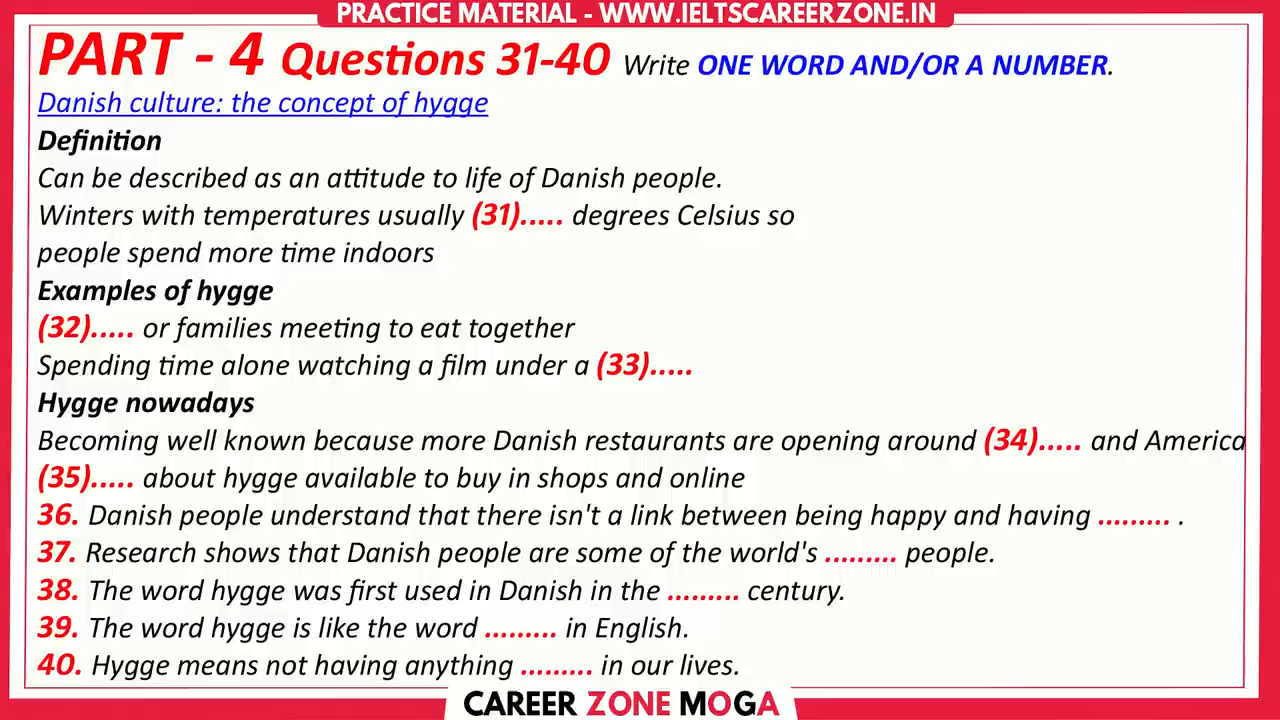 PRACTICE MATERIAL - WWW.IELTSCAREERZONE.IN
PART - 4 Questions 31-40 Write ONE WORD AND/OR A NUMBER.
Danish culture: the concept of hygge
Definition
Can be described as an attitude to life of Danish people.
Winters with temperatures usually (31)..... degrees Celsius so
people spend more time indoors
Examples of hygge
(32)..... or families meeting to eat together
Spending time alone watching a film under a (33).....
Hygge nowadays
Becoming well known because more Danish restaurants are opening around (34)..... and America
(35)..... about hygge available to buy in shops and online
36. Danish people understand that there isn't a link between being happy and having ......... .
37. Research shows that Danish people are some of the world's ......... people.
38. The word hygge was first used in Danish in the ......... century.
39. The word hygge is like the word ......... in English.
40. Hygge means not having anything ......... in our lives.
CAREER ZONE MOGA